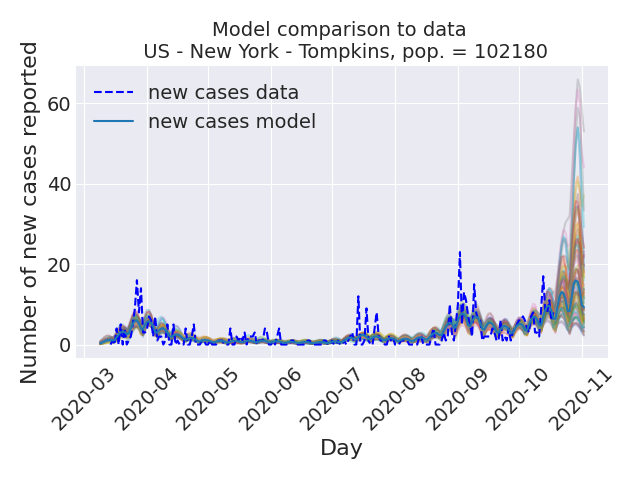 Model comparison to data
US - New York - Tompkins, pop. = 102180
Number of new cases reported
new cases data
new cases model
60
40
20
0
2020-03
2020-04
2020-05
2020-06
2020-07
2020-08
2020-09
2020-10
2020-11
Day